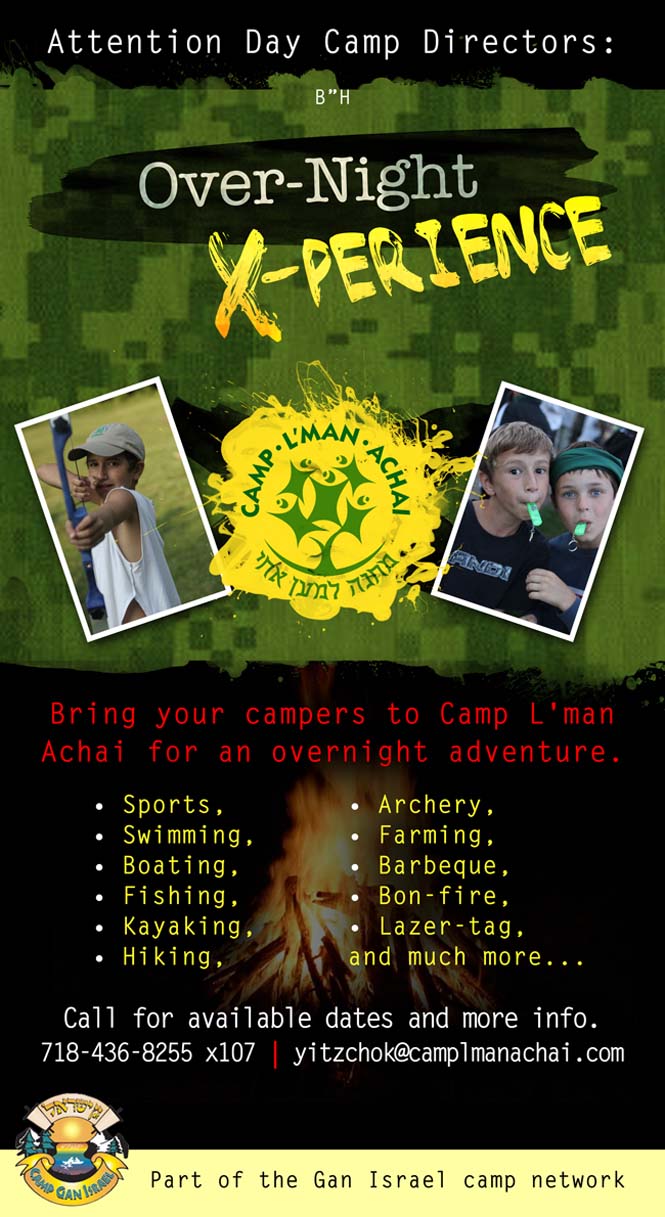 Attention Day Camp Directors:
B"H
Over-Night
X-PERIENCE
CAMP · L'MAN · ACHAI
מחנה למען אחי
Bring your campers to Camp L'man
Achai for an overnight adventure.
• Sports,
• Swimming,
• Boating,
• Fishing,
• Kayaking,
• Hiking,
• Archery,
• Farming,
• Barbeque,
• Bon-fire,
• Lazer-tag,
and much more...
Call for available dates and more info.
718-436-8255 x107 | yitzchok@camplmanachai.com
גן ישראל
CAMP GAN ISRAEL
Part of the Gan Israel camp network